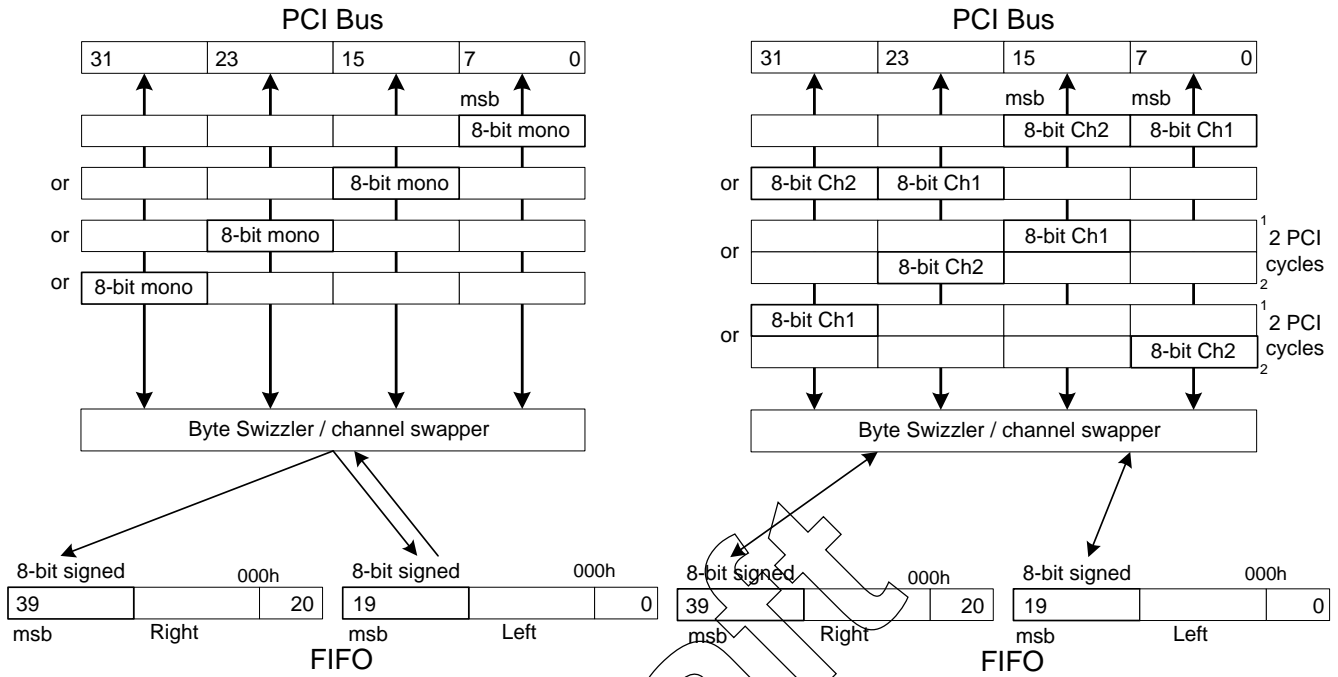 PCI Bus
31 23 15 7 0
msb
8-bit mono
or 8-bit mono
or 8-bit mono
or 8-bit mono
Byte Swizzler / channel swapper
8-bit signed 000h 8-bit signed 000h
39 20 19 0
msb Right msb Left
FIFO
PCI Bus
31 23 15 7 0
msb msb
8-bit Ch2 8-bit Ch1
or 8-bit Ch2 8-bit Ch1
or 8-bit Ch1 1 2 PCI
8-bit Ch2 2 cycles
or 8-bit Ch1 1 2 PCI
8-bit Ch2 2 cycles
Byte Swizzler / channel swapper
8-bit signed 000h 8-bit signed 000h
39 20 19 0
msb Right msb Left
FIFO